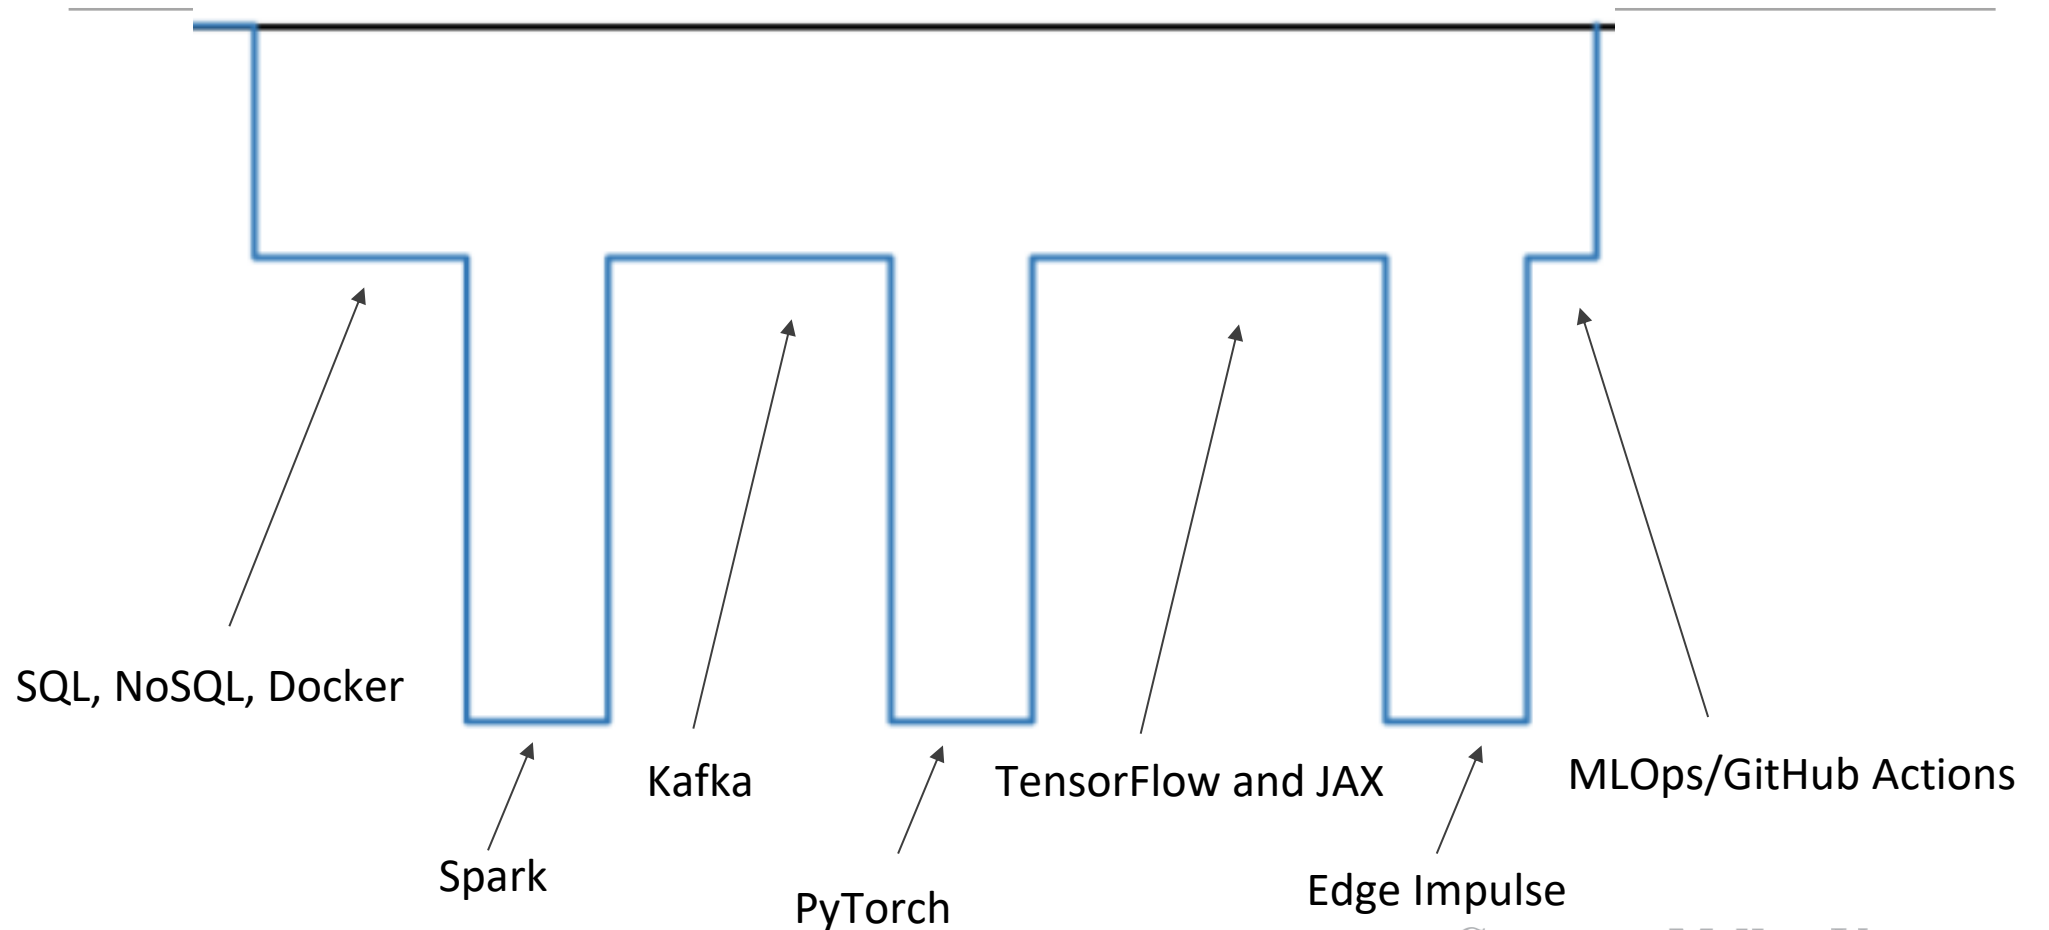 SQL, NoSQL, Docker
Spark
Kafka
PyTorch
TensorFlow and JAX
Edge Impulse
MLOps/GitHub Actions